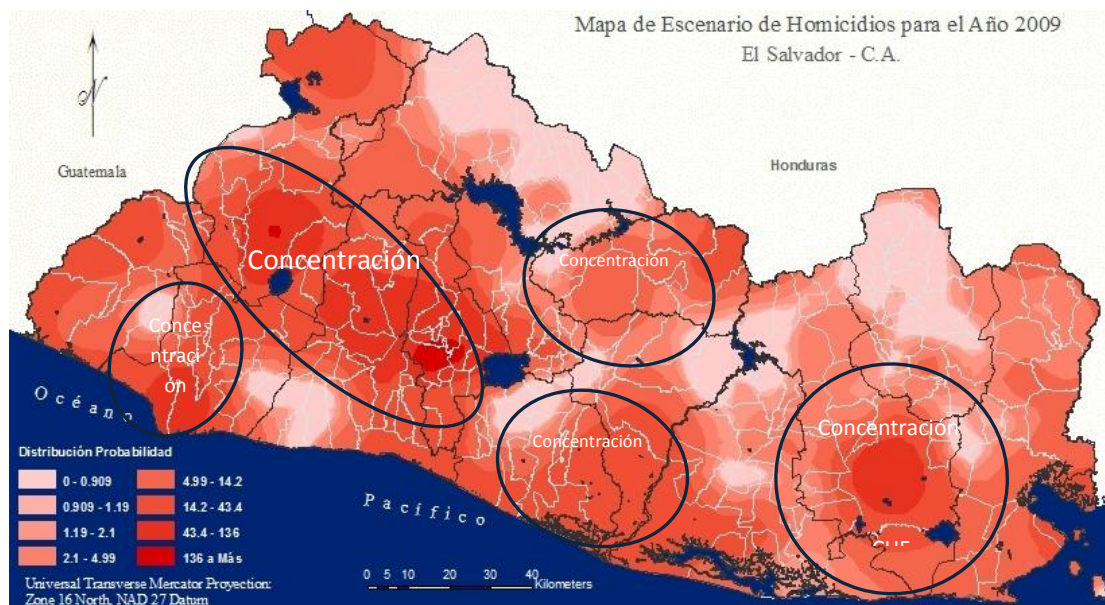 Mapa de Escenario de Homicidios para el Año 2009
El Salvador - C.A.
N
Guatemala
Honduras
Concentración
Concentración
Conce
ntraci
ón
Concentración
Concentración
Océano
Pacífico
Distribución Probabilidad
0 - 0.909
0.909 - 1.19
1.19 - 2.1
2.1 - 4.99
4.99 - 14.2
14.2 - 43.4
43.4 - 136
136 a Más
Universal Transverse Mercator Proyection:
Zone 16 North, NAD 27 Datum
0 5 10 20 30 40
Kilometers